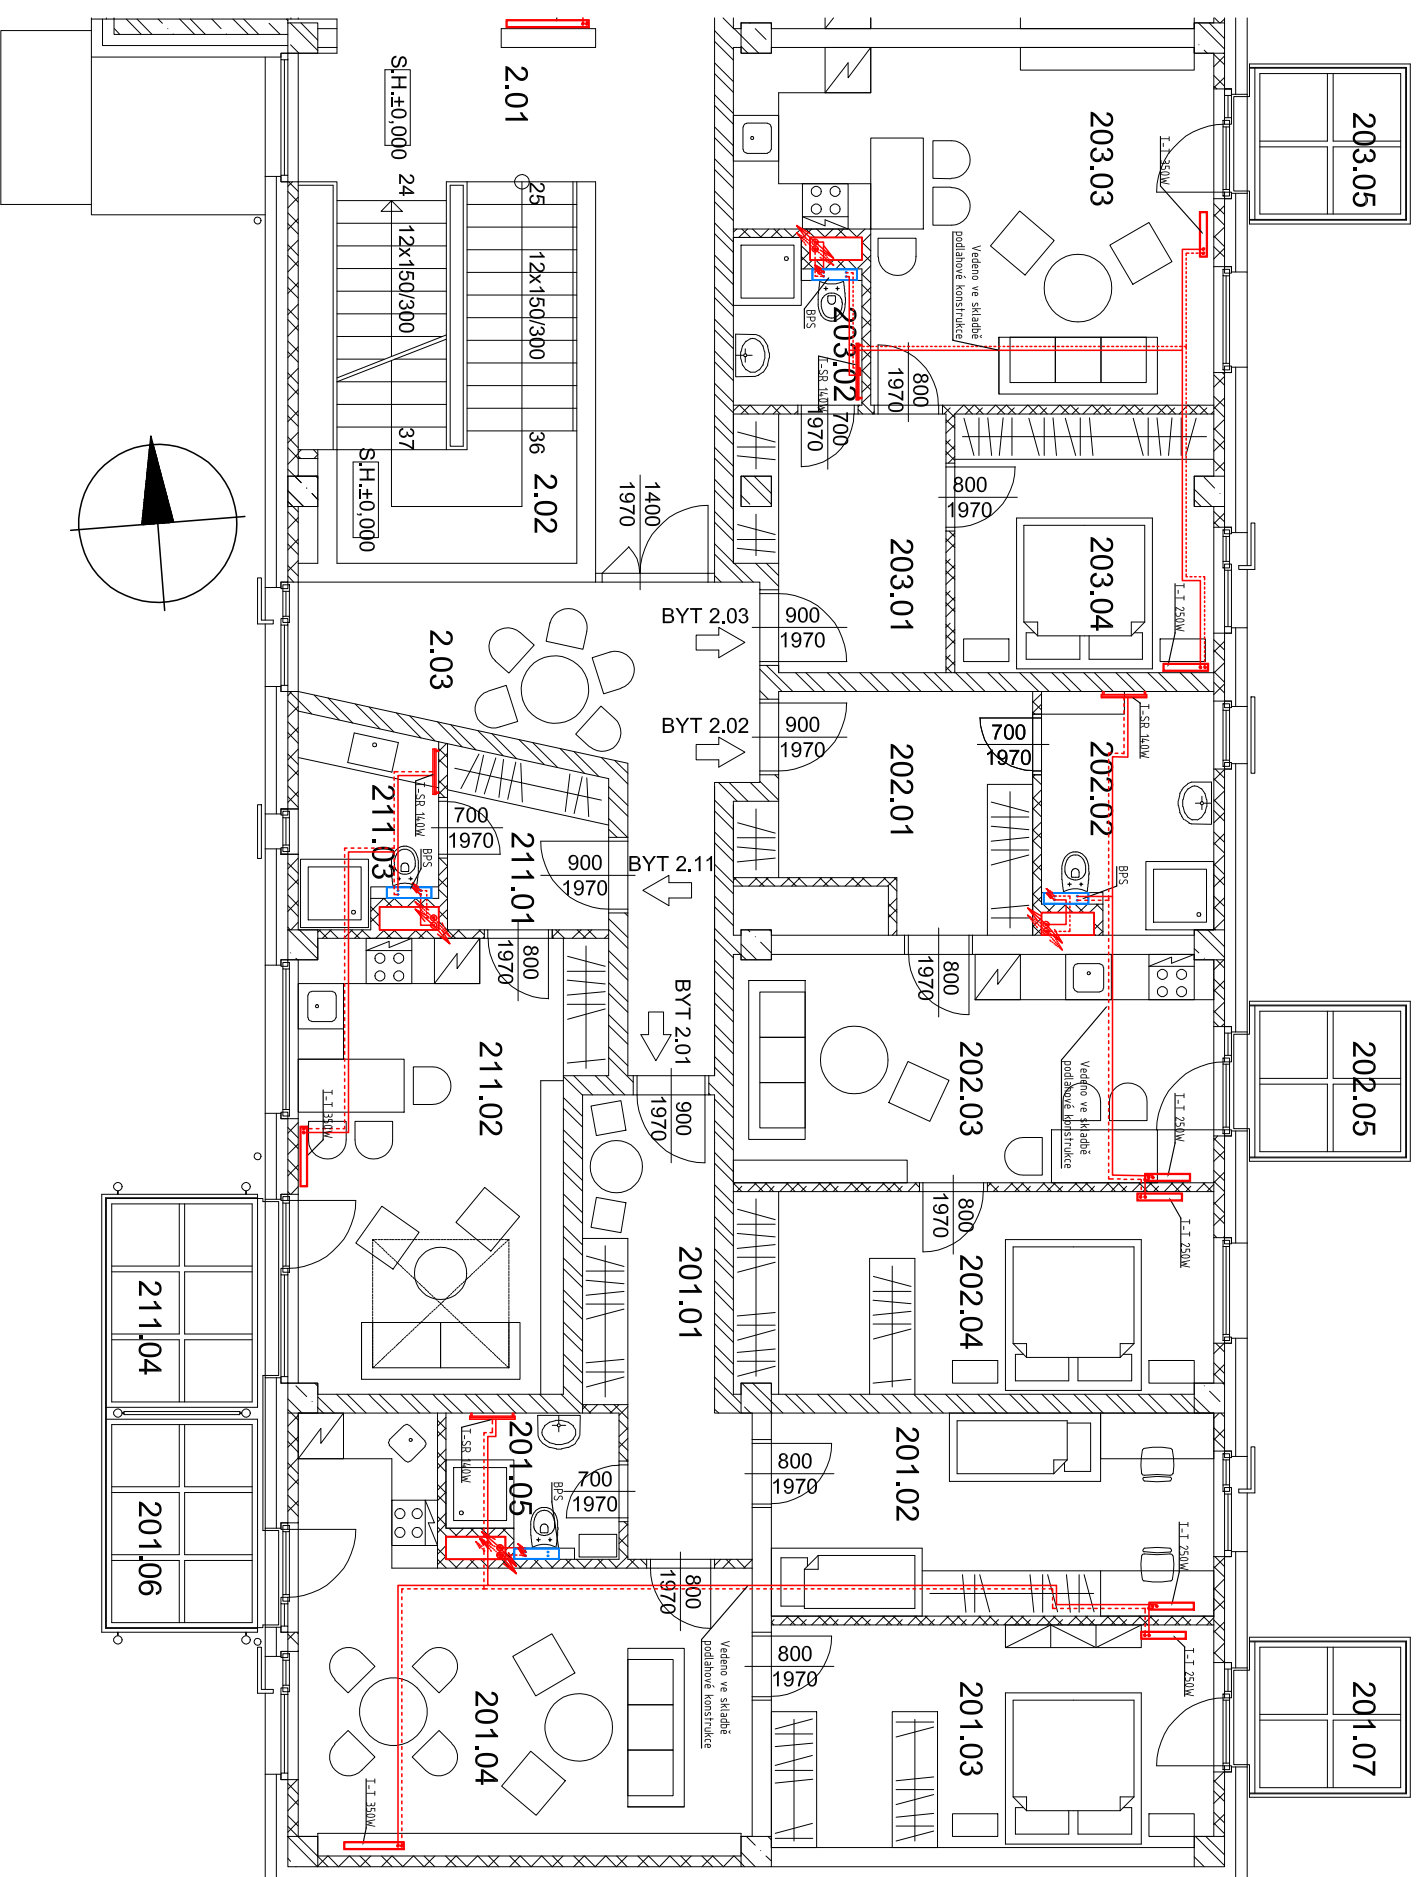 2.01
S.H.±0,000
24
12x150/300
37
S.H.±0,000
25
12x150/300
36
2.02
1400
1970
2.03
203.05
203.03
T-T 350W
Vedeno ve skladbě
podlahové konstrukce
BPS
203.02
T-SR 140W
700
1970
800
1970
203.01
800
1970
203.04
T-T 250W
BYT 2.03
900
1970
BYT 2.02
900
1970
202.01
700
1970
202.02
T-SR 140W
BPS
211.03
T-SR 140W
BPS
700
1970
211.01
900
1970
BYT 2.11
800
1970
BYT 2.01
900
1970
211.02
T-T 350W
211.04
800
1970
202.03
Vedeno ve skladbě
podlahové konstrukce
T-T 250W
202.05
T-T 250W
800
1970
202.04
201.01
201.02
800
1970
T-T 250W
T-SR 140W
201.05
BPS
700
1970
201.06
800
1970
800
1970
Vedeno ve skladbě
podlahové konstrukce
201.04
T-T 350W
201.03
T-T 250W
201.07